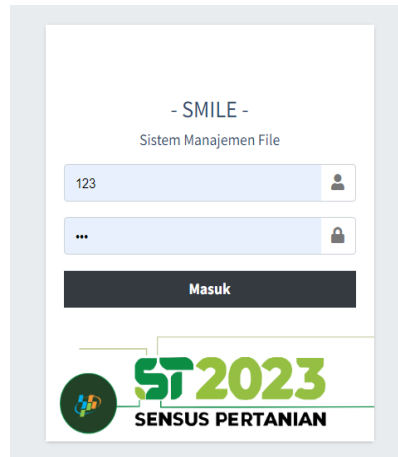 - SMILE -
Sistem Manajemen File
123
•••
Masuk
ST2023
SENSUS PERTANIAN